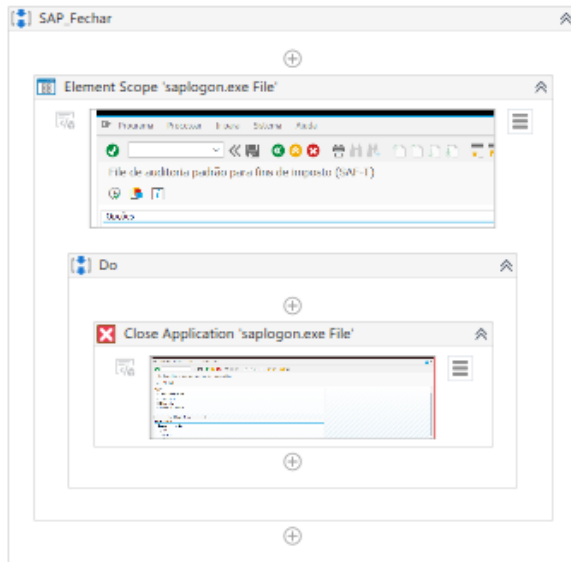 SAP_Fechar
Element Scope 'saplogon.exe File'
Programa Processar Ir para Sistema Ajuda
File de auditoria padrão para fins de imposto (SAF-T)
Opções
Do
Close Application 'saplogon.exe File'